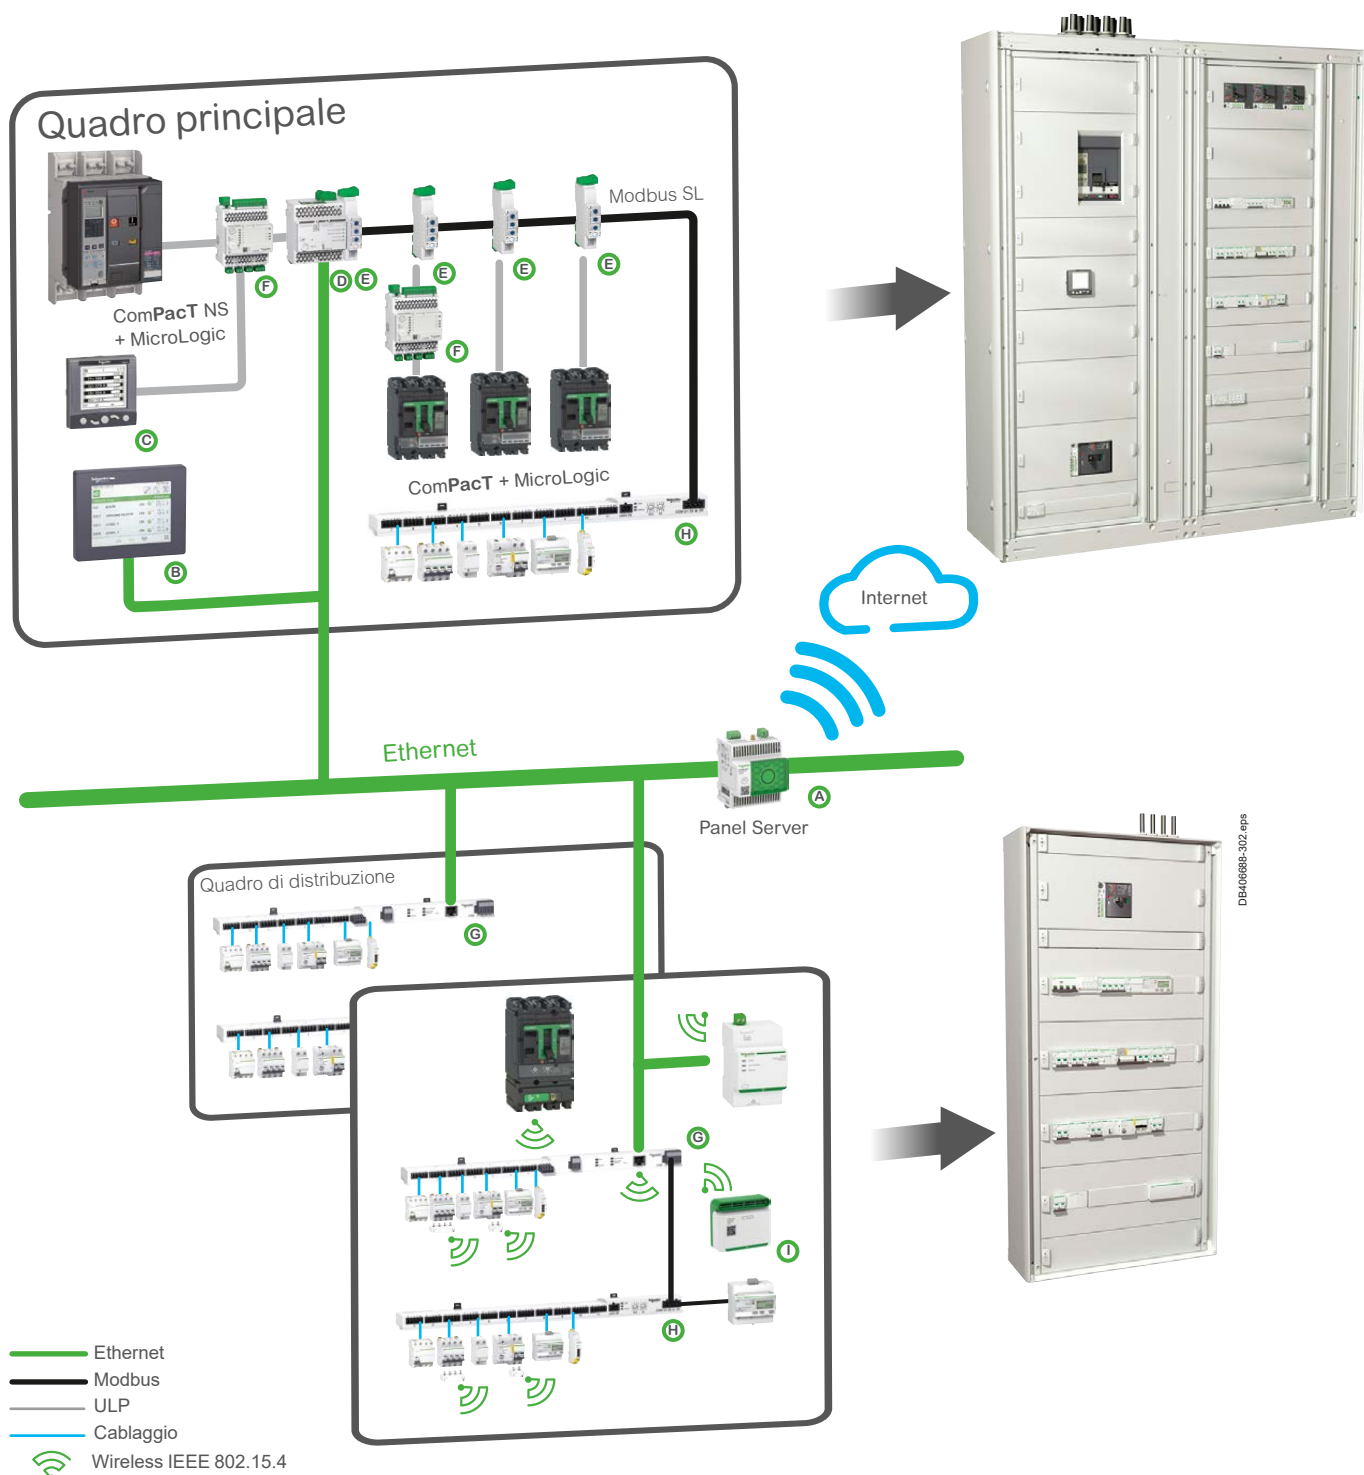 Quadro principale
Modbus SL
F
D
E
E
E
E
ComPacT NS
+ MicroLogic
F
C
ComPacT + MicroLogic
H
B
Internet
Ethernet
A
Panel Server
DB406688-302.eps
Quadro di distribuzione
G
G
I
H
Ethernet
Modbus
ULP
Cablaggio
Wireless IEEE 802.15.4